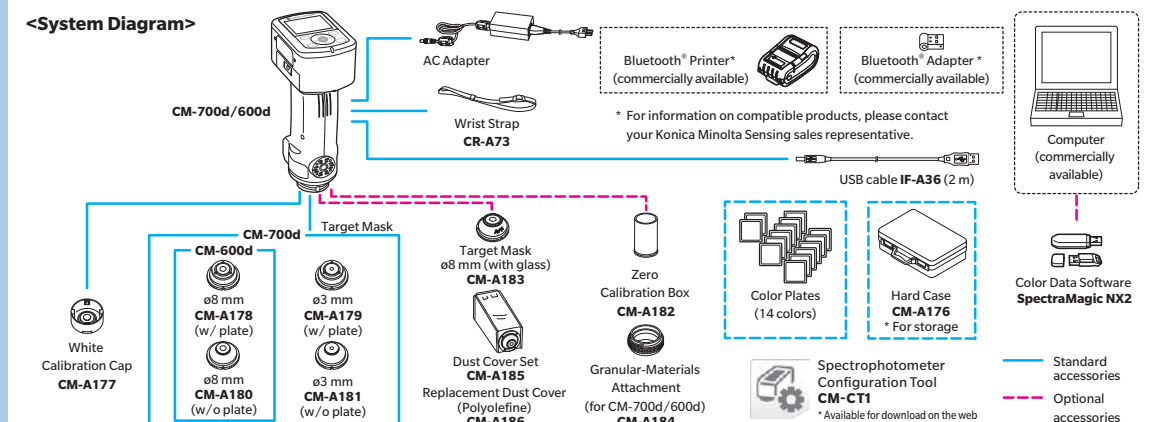 <System Diagram>
CM-700d/600d
AC Adapter
Wrist Strap
CR-A73
Bluetooth® Printer*
(commercially available)
Bluetooth® Adapter *
(commercially available)
* For information on compatible products, please contact
your Konica Minolta Sensing sales representative.
USB cable IF-A36 (2 m)
Computer
(commercially
available)
Color Data Software
SpectraMagic NX2
White
Calibration Cap
CM-A177
Target Mask
CM-700d
CM-600d
ø8 mm
CM-A178
(w/ plate)
ø3 mm
CM-A179
(w/ plate)
ø8 mm
CM-A180
(w/o plate)
ø3 mm
CM-A181
(w/o plate)
Target Mask
ø8 mm (with glass)
CM-A183
Dust Cover Set
CM-A185
Replacement Dust Cover
(Polyolefine)
CM-A186
Zero
Calibration Box
CM-A182
Granular-Materials
Attachment
(for CM-700d/600d)
CM-A184
Color Plates
(14 colors)
Hard Case
CM-A176
* For storage
Spectrophotometer
Configuration Tool
CM-CT1
* Available for download on the web
Standard
accessories
Optional
accessories